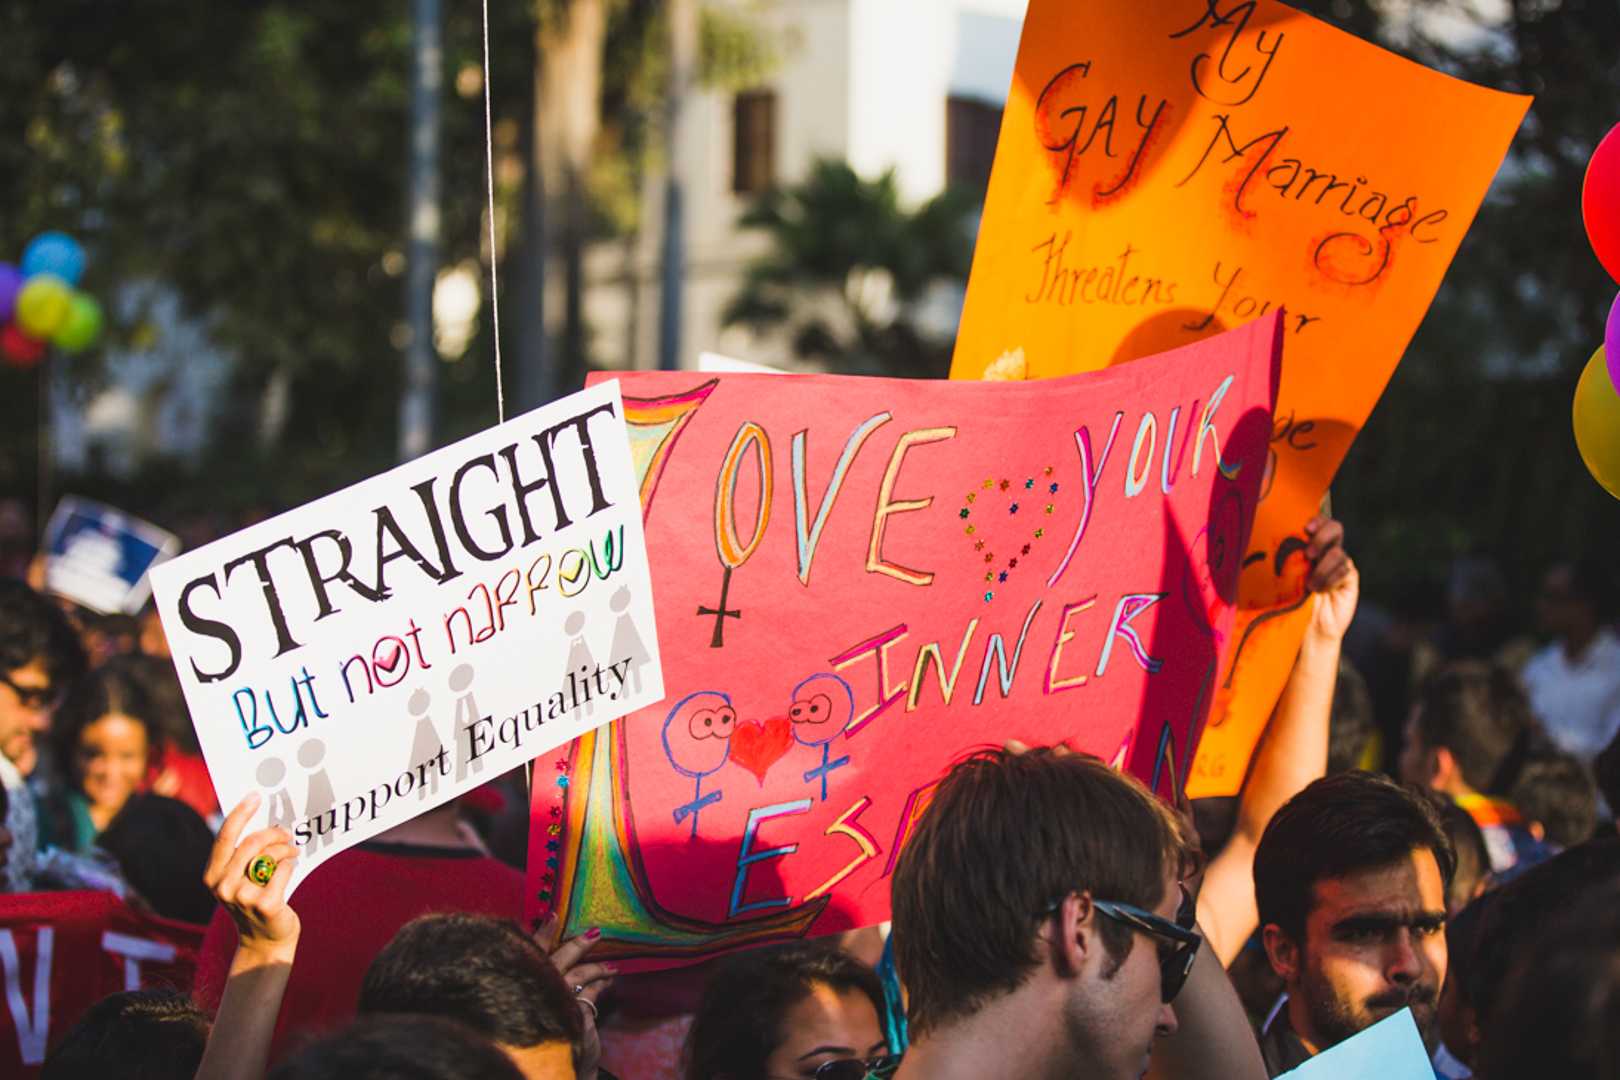 STRAIGHT
But not narrow
support Equality
LOVE YOUR
INNER
My
GAY Marriage
Threatens Your